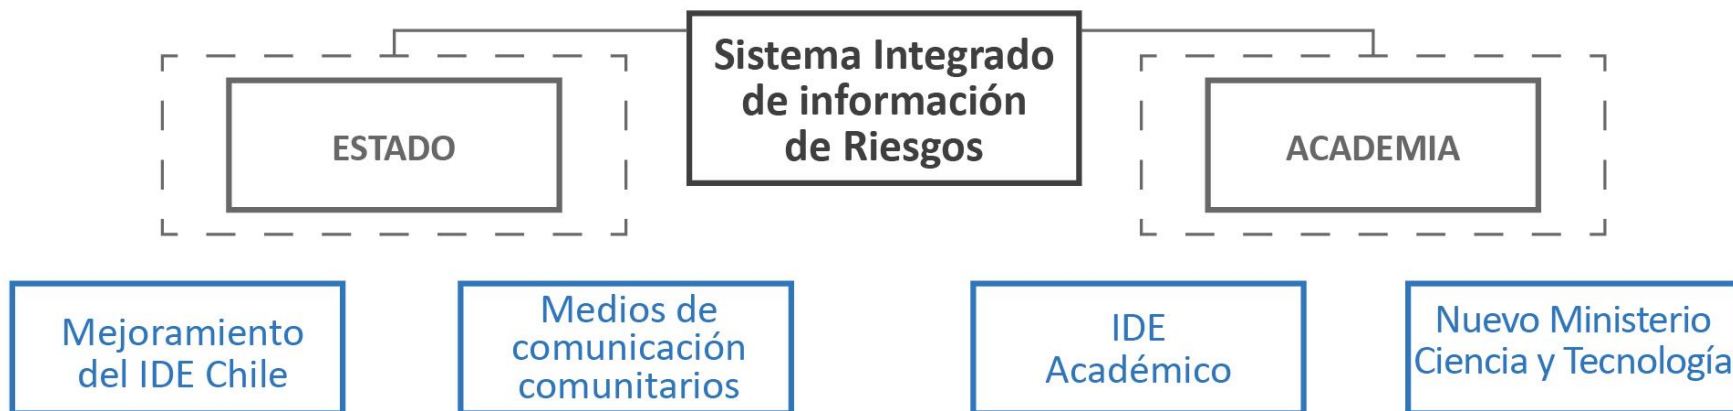 Sistema Integrado
de información
de Riesgos
ESTADO
ACADEMIA
Mejoramiento
del IDE Chile
Medios de
comunicación
comunitarios
IDE
Académico
Nuevo Ministerio
Ciencia y Tecnología